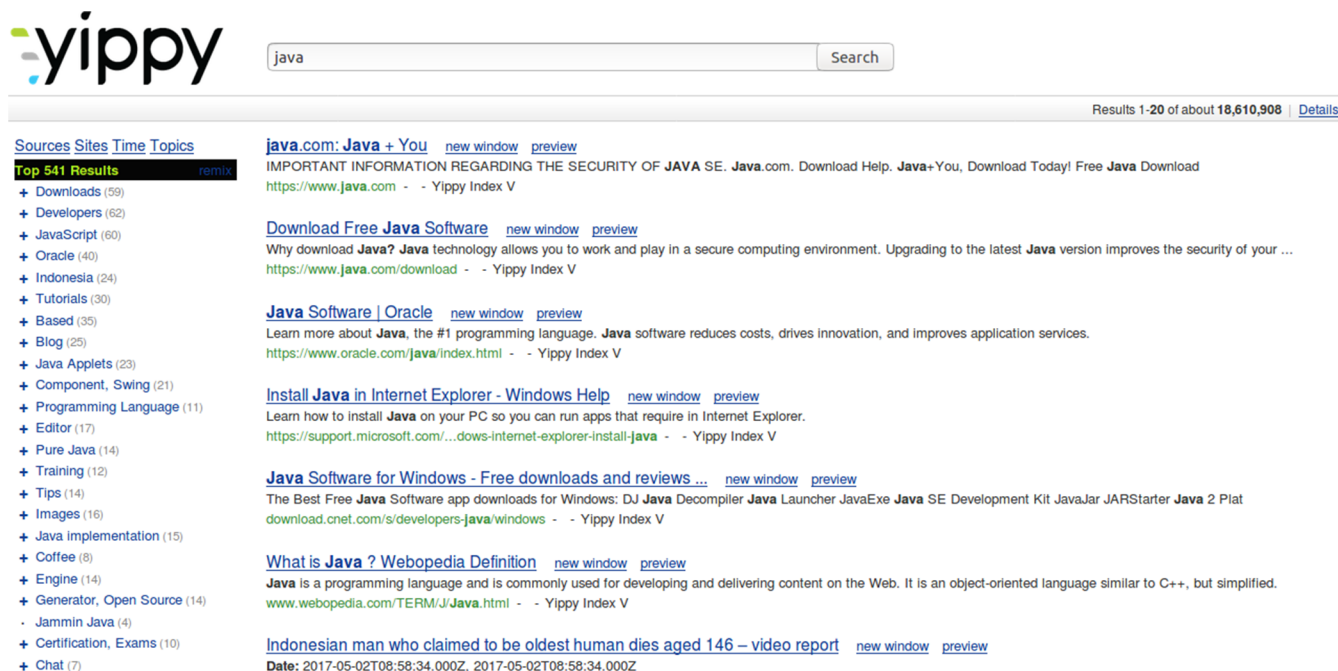 yippy
java
Search
Results 1-20 of about 18,610,908 | Details
Sources Sites Time Topics
Top 541 Results remix
+ Downloads (59)
+ Developers (62)
+ JavaScript (60)
+ Oracle (40)
+ Indonesia (24)
+ Tutorials (30)
+ Based (35)
+ Blog (25)
+ Java Applets (23)
+ Component, Swing (21)
+ Programming Language (11)
+ Editor (17)
+ Pure Java (14)
+ Training (12)
+ Tips (14)
+ Images (16)
+ Java implementation (15)
+ Coffee (8)
+ Engine (14)
+ Generator, Open Source (14)
· Jammin Java (4)
+ Certification, Exams (10)
+ Chat (7)
java.com: Java + You new window preview
IMPORTANT INFORMATION REGARDING THE SECURITY OF JAVA SE. Java.com. Download Help. Java+You, Download Today! Free Java Download
https://www.java.com - - Yippy Index V
Download Free Java Software new window preview
Why download Java? Java technology allows you to work and play in a secure computing environment. Upgrading to the latest Java version improves the security of your ...
https://www.java.com/download - - Yippy Index V
Java Software | Oracle new window preview
Learn more about Java, the #1 programming language. Java software reduces costs, drives innovation, and improves application services.
https://www.oracle.com/java/index.html - - Yippy Index V
Install Java in Internet Explorer - Windows Help new window preview
Learn how to install Java on your PC so you can run apps that require in Internet Explorer.
https://support.microsoft.com/...dows-internet-explorer-install-java - - Yippy Index V
Java Software for Windows - Free downloads and reviews ... new window preview
The Best Free Java Software app downloads for Windows: DJ Java Decompiler Java Launcher JavaExe Java SE Development Kit JavaJar JARStarter Java 2 Plat
download.cnet.com/s/developers-java/windows - - Yippy Index V
What is Java ? Webopedia Definition new window preview
Java is a programming language and is commonly used for developing and delivering content on the Web. It is an object-oriented language similar to C++, but simplified.
www.webopedia.com/TERM/J/Java.html - - Yippy Index V
Indonesian man who claimed to be oldest human dies aged 146 – video report new window preview
Date: 2017-05-02T08:58:34.000Z, 2017-05-02T08:58:34.000Z